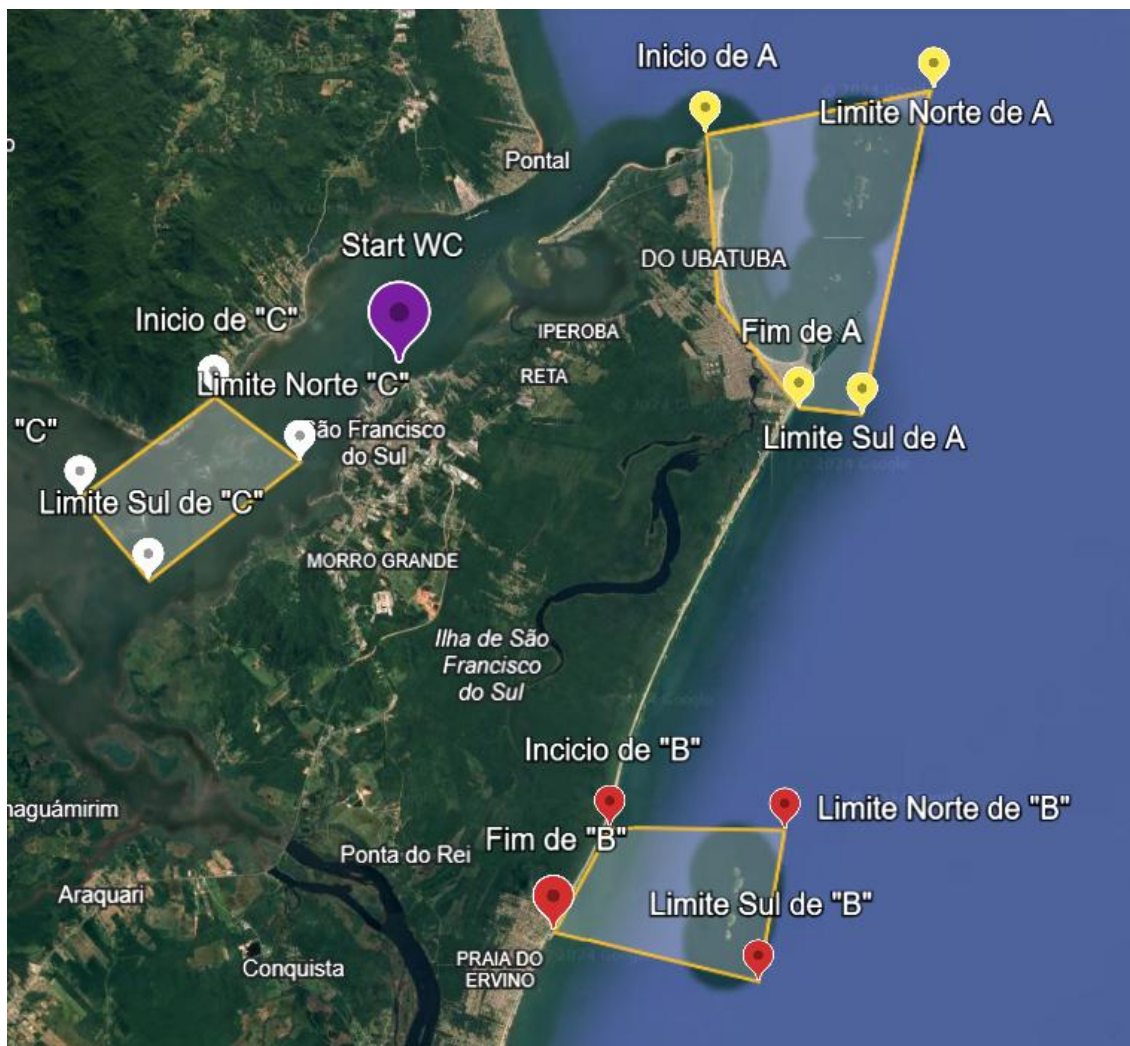 Inicio de A
Limite Norte de A
Pontal
Start WC
DO UBATUBA
Inicio de "C"
IPEROBA
Fim de A
RETA
Limite Norte "C"
"C"
São Francisco
do Sul
Limite Sul de A
Limite Sul de "C"
MORRO GRANDE
Ilha de São
Francisco
do Sul
Incicio de "B"
Limite Norte de "B"
naguámirim
Fim de "B"
Ponta do Rei
Araquari
Limite Sul de "B"
PRAIA DO
ERVINO
Conquista